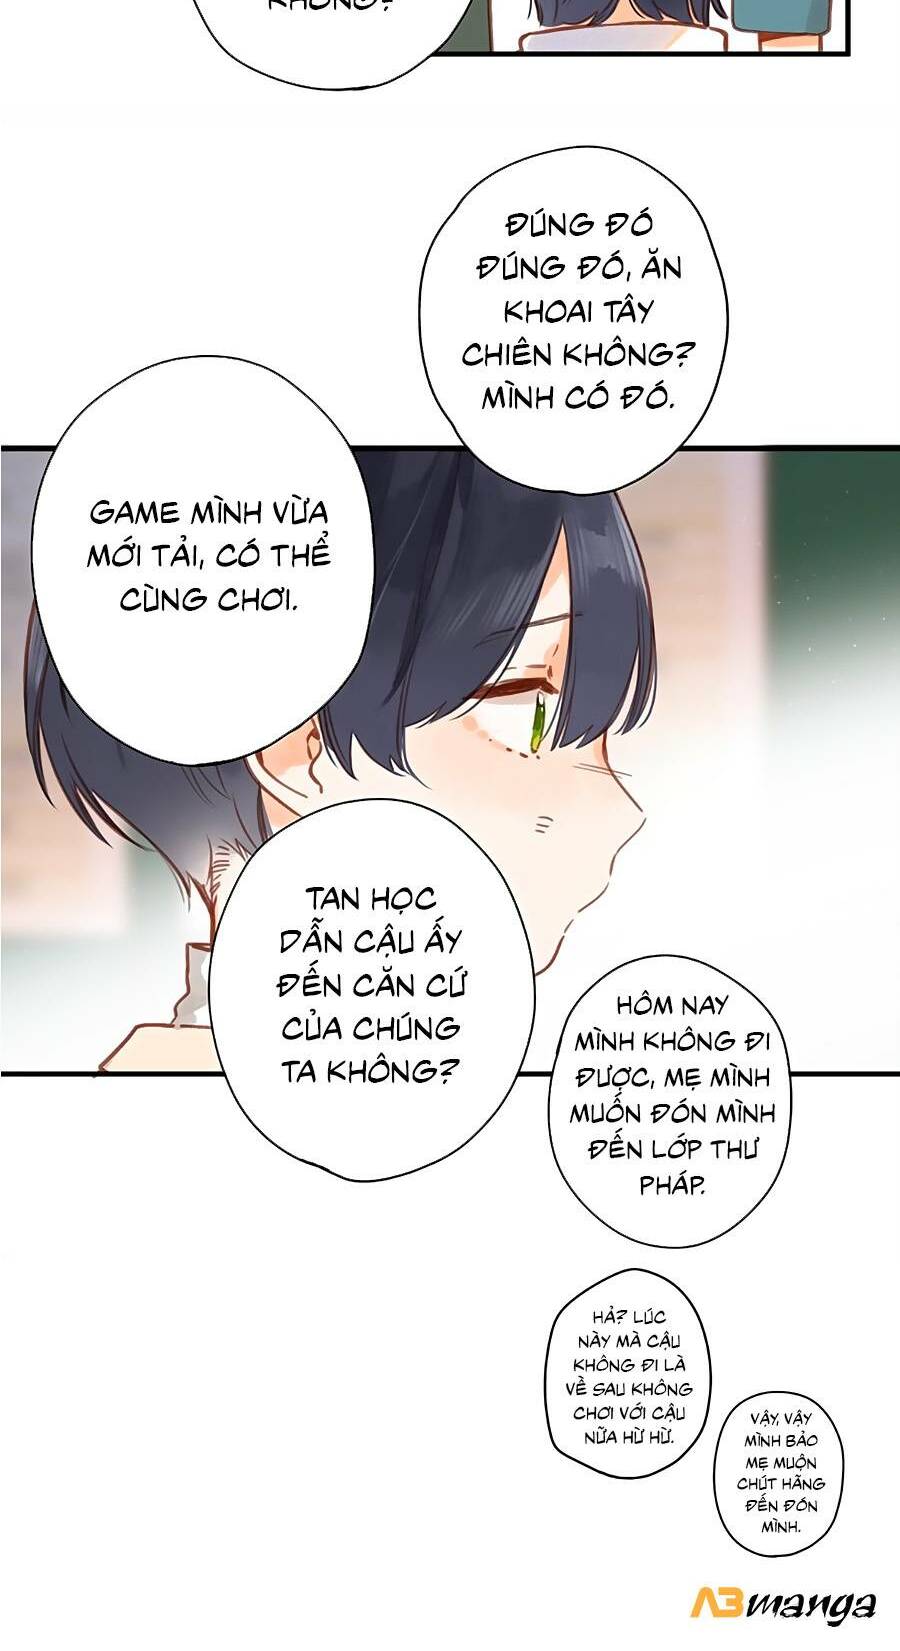 KHÔNG?
ĐÚNG ĐÓ
ĐÚNG ĐÓ, ĂN
KHOAI TÂY
CHIÊN KHÔNG?
MÌNH CÓ ĐÓ.
GAME MÌNH VỪA
MỚI TẢI, CÓ THỂ
CÙNG CHƠI.
TAN HỌC
DẪN CẬU ẤY
ĐẾN CĂN CỨ
CỦA CHÚNG
TA KHÔNG?
HÔM NAY
MÌNH KHÔNG ĐI
ĐƯỢC, MẸ MÌNH
MUỐN ĐÓN MÌNH
ĐẾN LỚP THƯ
PHÁP.
HẢ? LÚC
NÀY MÀ CẬU
KHÔNG ĐI LÀ
VỀ SAU KHÔNG
CHƠI VỚI CẬU
NỮA HỪ HỪ.
VẬY, VẬY
MÌNH BẢO
MẸ MUỘN
CHÚT HÃNG
ĐẾN ĐÓN
MÌNH.
A3manga